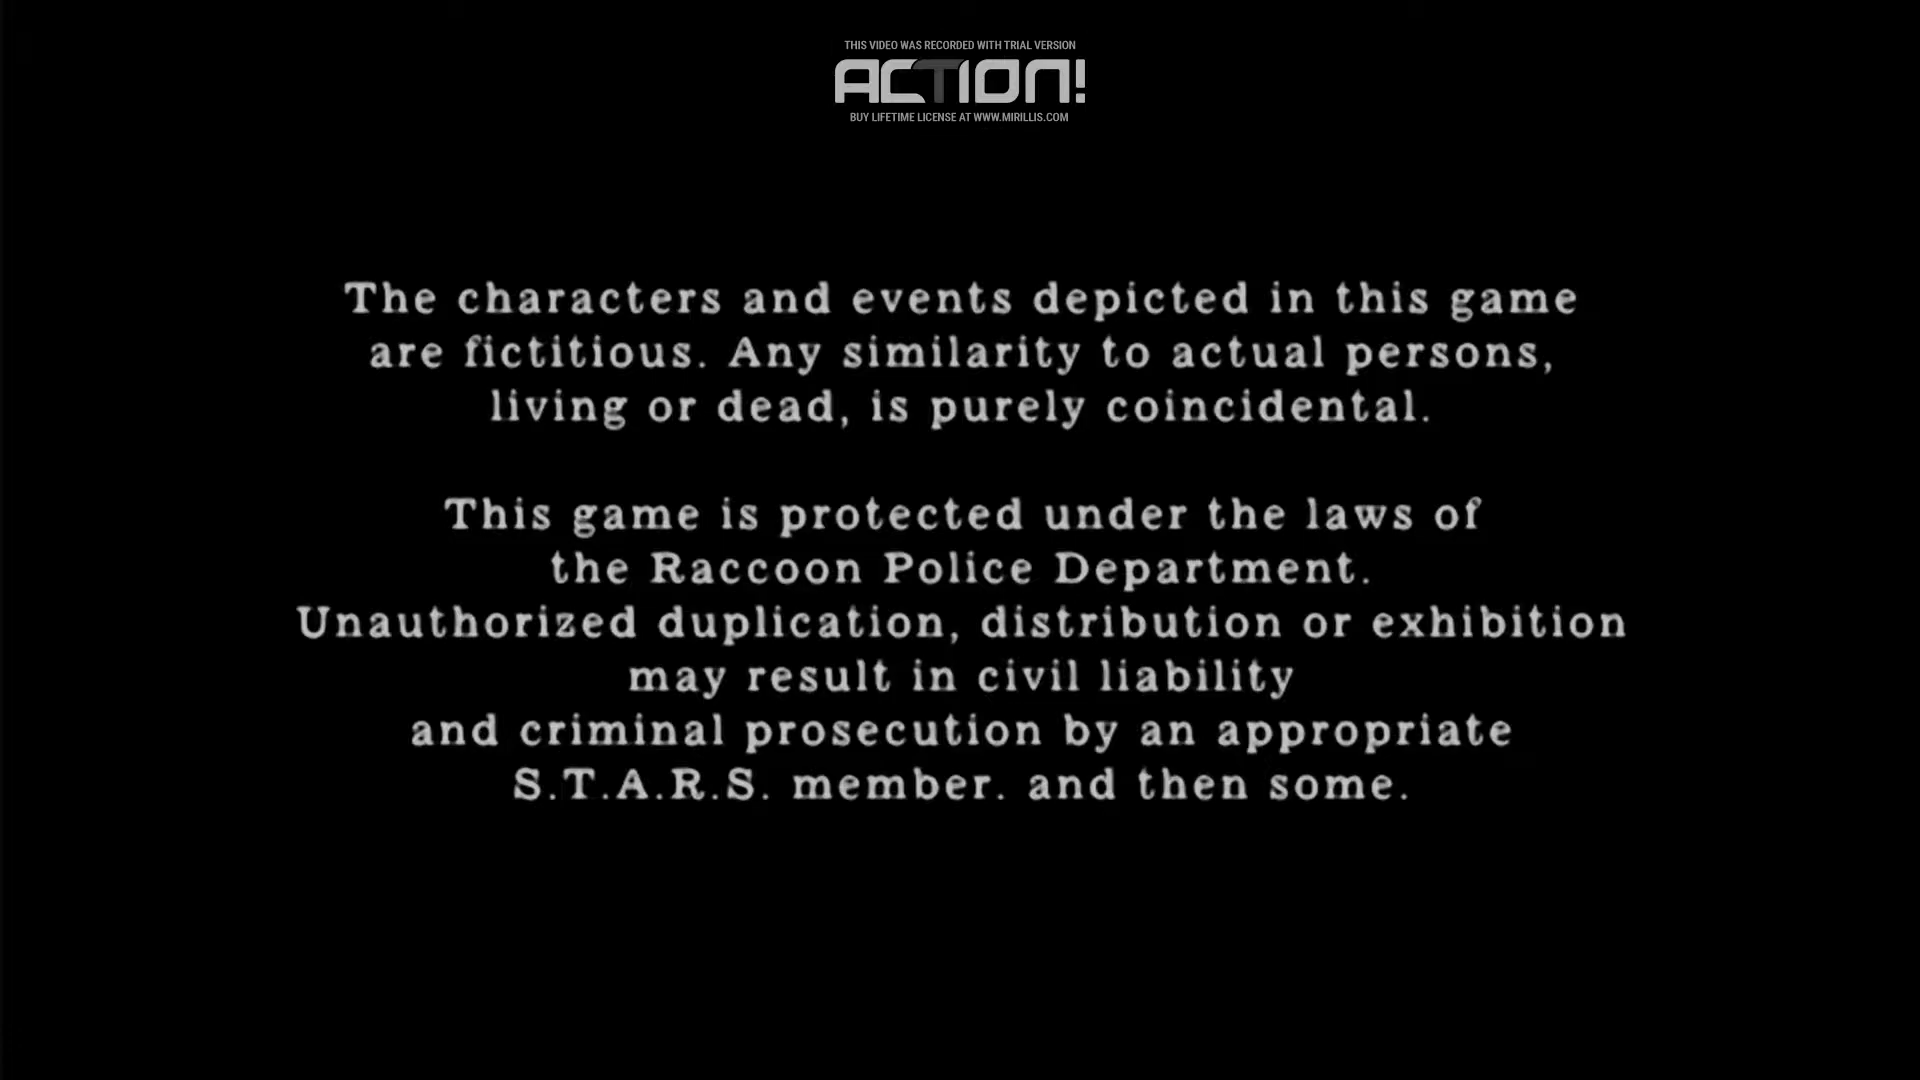 THIS VIDEO WAS RECORDED WITH TRIAL VERSION
ACTION!
BUY LIFETIME LICENSE AT WWW.MIRILLIS.COM
The characters and events depicted in this game
are fictitious. Any similarity to actual persons,
living or dead, is purely coincidental.
This game is protected under the laws of
the Raccoon Police Department.
Unauthorized duplication, distribution or exhibition
may result in civil liability
and criminal prosecution by an appropriate
S.T.A.R.S. member. and then some.